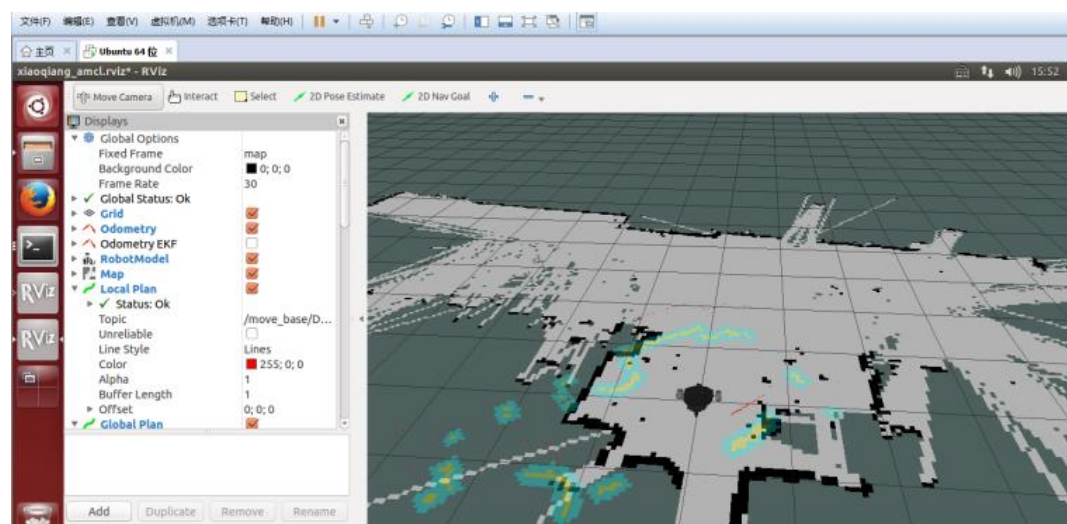 文件(F) 编辑(E) 查看(V) 虚拟机(M) 选项卡(T) 帮助(H)
主页 × Ubuntu 64 位 ×
xiaoqiang_amcl.rviz* - RViz 15:52
Move Camera Interact Select 2D Pose Estimate 2D Nav Goal
Displays
Global Options
Fixed Frame map
Background Color 0; 0; 0
Frame Rate 30
Global Status: Ok
Grid
Odometry
Odometry EKF
RobotModel
Map
Local Plan
Status: Ok
Topic /move_base/D...
Unreliable
Line Style Lines
Color 255; 0; 0
Alpha 1
Buffer Length 1
Offset 0; 0; 0
Global Plan
RViz
RViz
Add Duplicate Remove Rename